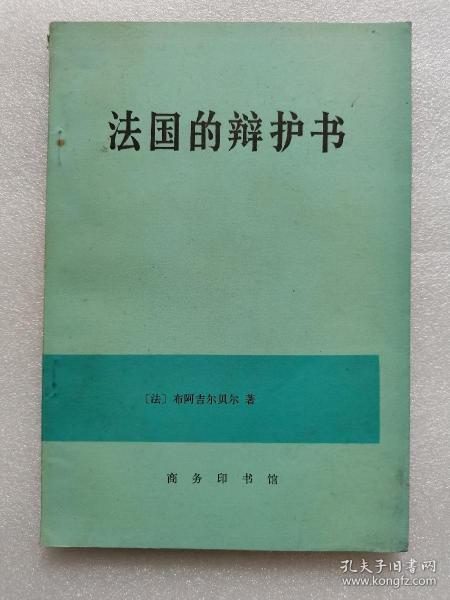 法国的辩护书
〔法〕布阿吉尔贝尔 著
商务印书馆
孔夫子旧书网
www.kongfz.com